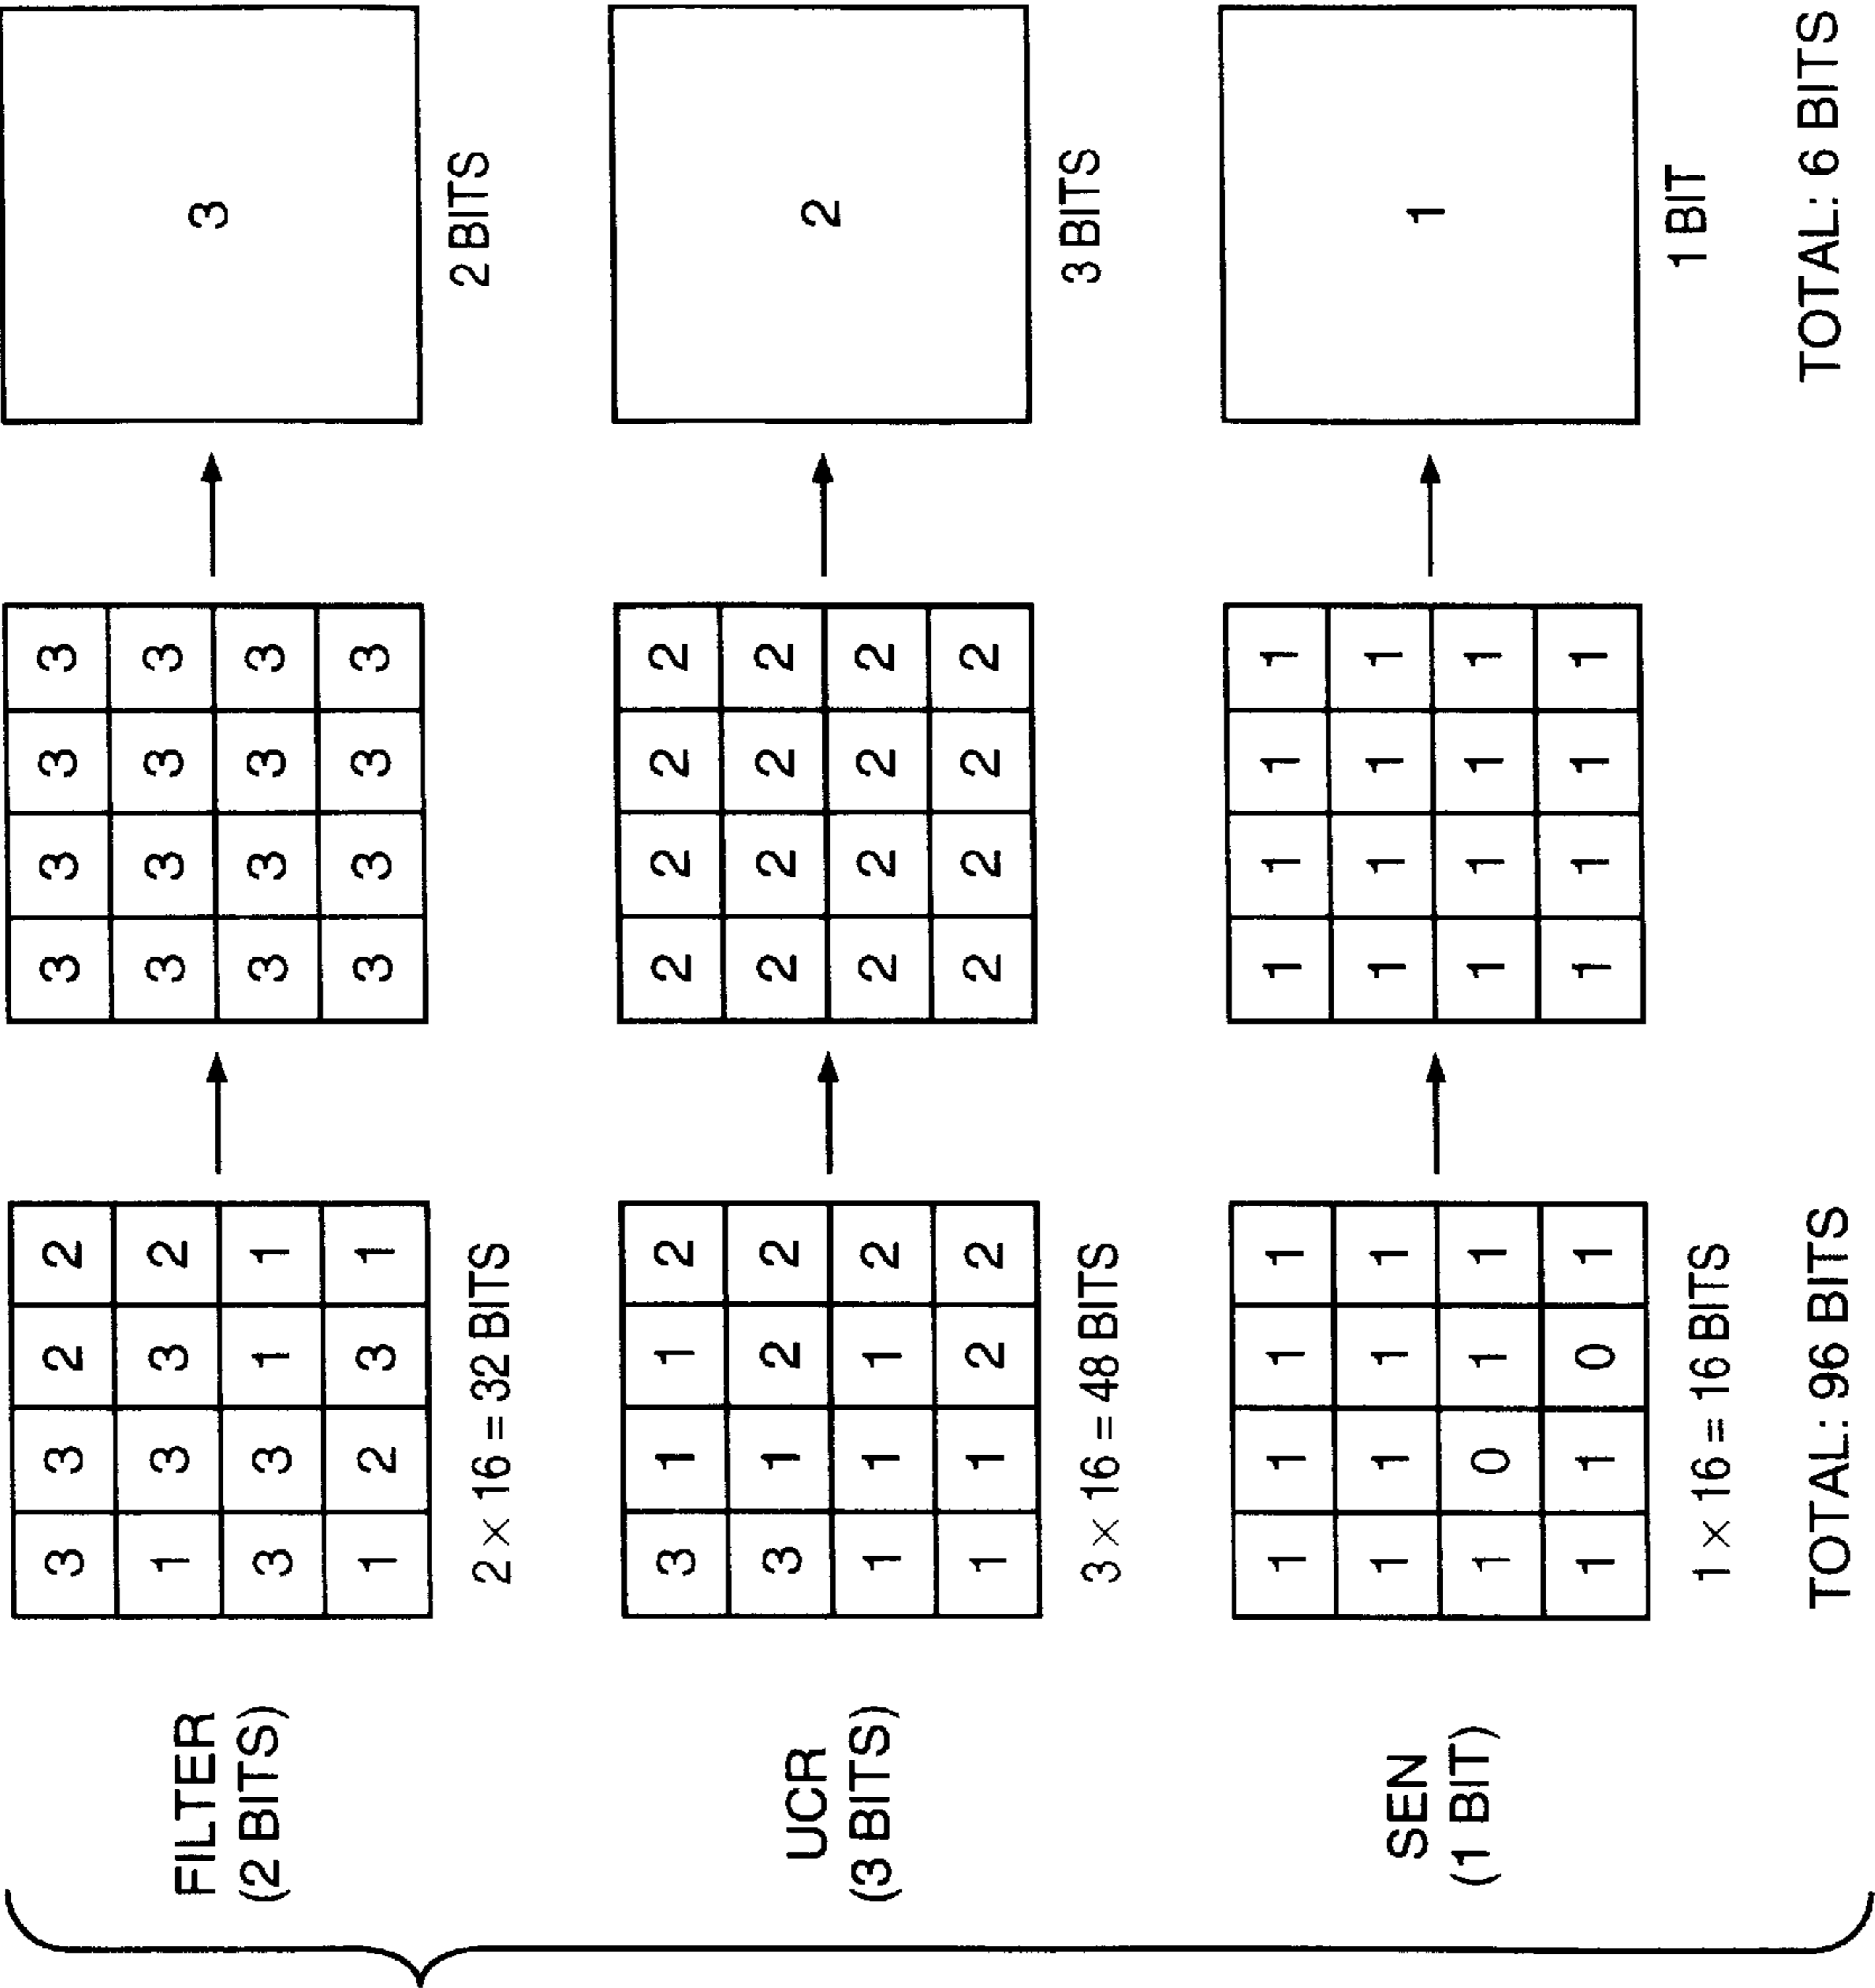 FILTER
(2 BITS)
3 3 2 2
1 3 3 2
3 3 1 1
1 2 3 1
2 × 16 = 32 BITS
3 3 3 3
3 3 3 3
3 3 3 3
3 3 3 3
3
2 BITS
UCR
(3 BITS)
3 1 1 2
3 1 2 2
1 1 1 2
1 1 2 2
3 × 16 = 48 BITS
2 2 2 2
2 2 2 2
2 2 2 2
2 2 2 2
2
3 BITS
SEN
(1 BIT)
1 1 1 1
1 1 1 1
1 0 1 1
1 1 0 1
1 × 16 = 16 BITS
1 1 1 1
1 1 1 1
1 1 1 1
1 1 1 1
1
1 BIT
TOTAL: 96 BITS
TOTAL: 6 BITS